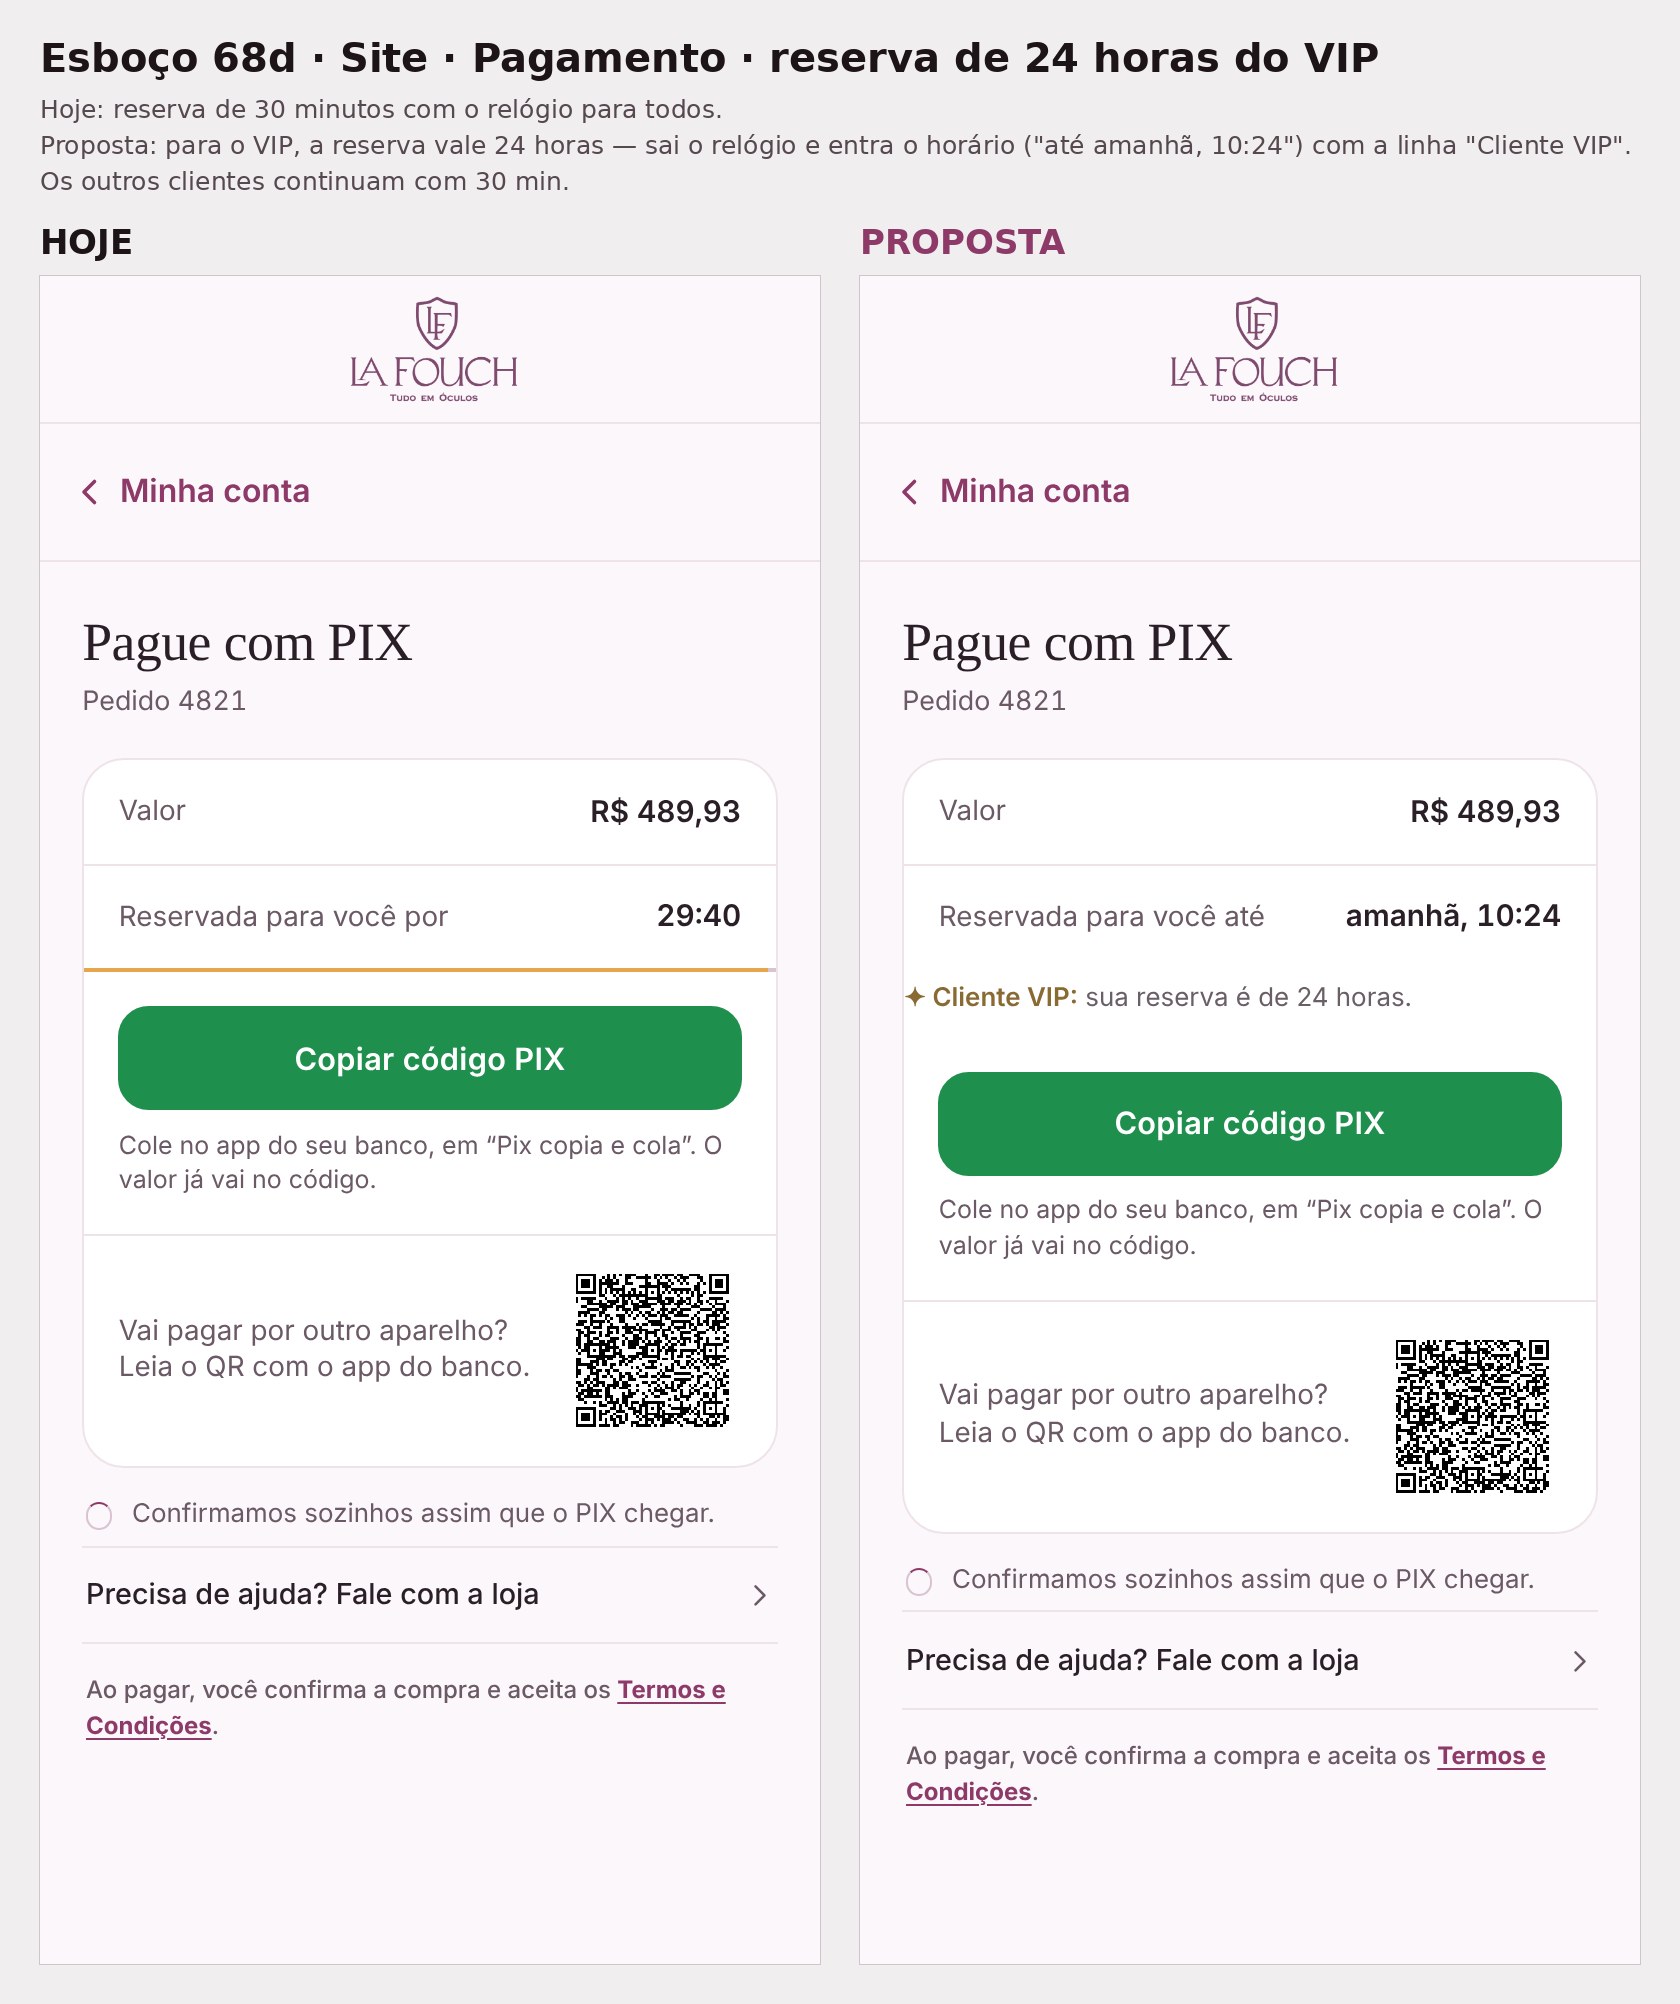 Esboço 68d · Site · Pagamento · reserva de 24 horas do VIP
Hoje: reserva de 30 minutos com o relógio para todos.
Proposta: para o VIP, a reserva vale 24 horas — sai o relógio e entra o horário ("até amanhã, 10:24") com a linha "Cliente VIP".
Os outros clientes continuam com 30 min.
HOJE
LF
LA FOUCH
Tudo em Óculos
Minha conta
Pague com PIX
Pedido 4821
Valor R$ 489,93
Reservada para você por 29:40
Copiar código PIX
Cole no app do seu banco, em “Pix copia e cola”. O
valor já vai no código.
Vai pagar por outro aparelho?
Leia o QR com o app do banco.
Confirmamos sozinhos assim que o PIX chegar.
Precisa de ajuda? Fale com a loja
Ao pagar, você confirma a compra e aceita os Termos e
Condições.
PROPOSTA
LF
LA FOUCH
Tudo em Óculos
Minha conta
Pague com PIX
Pedido 4821
Valor R$ 489,93
Reservada para você até amanhã, 10:24
✦ Cliente VIP: sua reserva é de 24 horas.
Copiar código PIX
Cole no app do seu banco, em “Pix copia e cola”. O
valor já vai no código.
Vai pagar por outro aparelho?
Leia o QR com o app do banco.
Confirmamos sozinhos assim que o PIX chegar.
Precisa de ajuda? Fale com a loja
Ao pagar, você confirma a compra e aceita os Termos e
Condições.